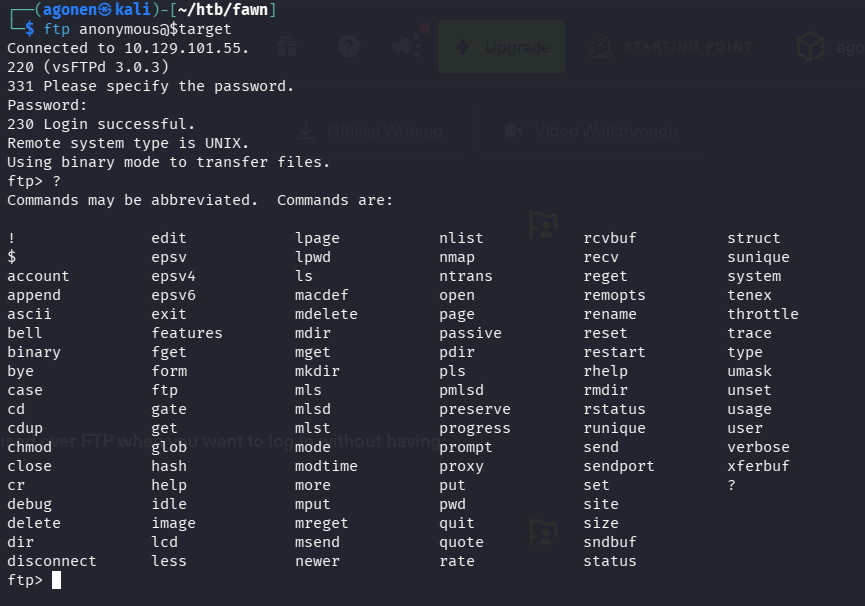 ┌──(agonen㉿kali)-[~/htb/fawn]
└─$ ftp anonymous@$target
Connected to 10.129.101.55.
220 (vsFTPd 3.0.3)
331 Please specify the password.
Password:
230 Login successful.
Remote system type is UNIX.
Using binary mode to transfer files.
ftp> ?
Commands may be abbreviated.  Commands are:

!		edit		lpage		nlist		rcvbuf		struct
$		epsv		lpwd		nmap		recv		sunique
account		epsv4		ls		ntrans		reget		system
append		epsv6		macdef		open		remopts		tenex
ascii		exit		mdelete		page		rename		throttle
bell		features	mdir		passive		reset		trace
binary		fget		mget		pdir		restart		type
bye		form		mkdir		pls		rhelp		umask
case		ftp		mls		pmlsd		rmdir		unset
cd		gate		mlsd		preserve	rstatus		usage
cdup		get		mlst		progress	runique		user
chmod		glob		mode		prompt		send		verbose
close		hash		modtime		proxy		sendport	xferbuf
cr		help		more		put		set		?
debug		idle		mput		pwd		site
delete		image		mreget		quit		size
dir		lcd		msend		quote		sndbuf
disconnect	less		newer		rate		status
ftp>
Upgrade
STARTING POINT
ago
Official Writeup
Video Walkthrough
used over FTP when you want to log in without having